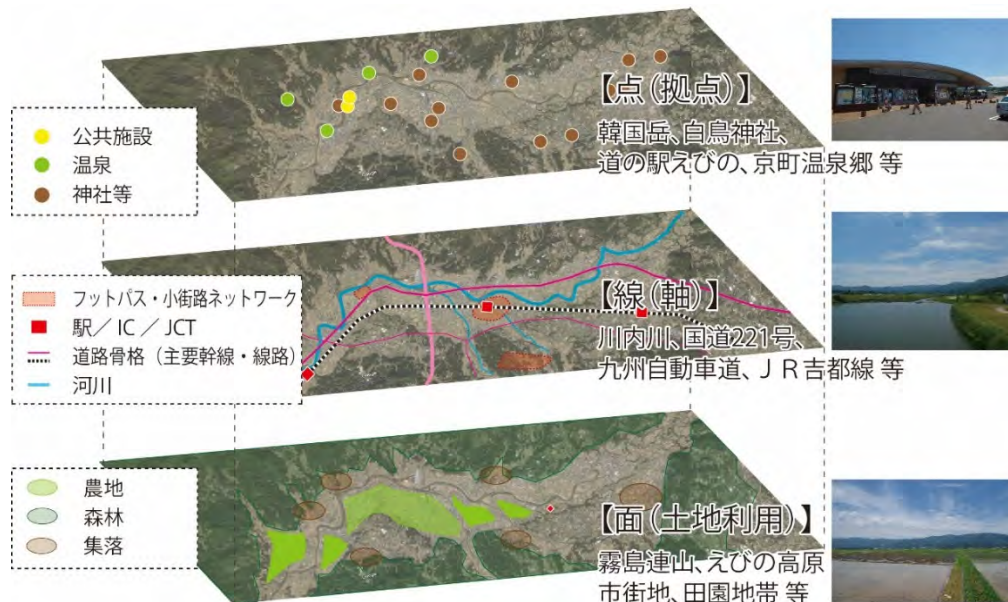 公共施設
温泉
神社等
【点（拠点）】
韓国岳、白鳥神社、
道の駅えびの、京町温泉郷 等
フットパス・小街路ネットワーク
駅／IC／JCT
道路骨格（主要幹線・線路）
河川
【線（軸）】
川内川、国道221号、
九州自動車道、ＪＲ吉都線 等
農地
森林
集落
【面（土地利用）】
霧島連山、えびの高原
市街地、田園地帯 等